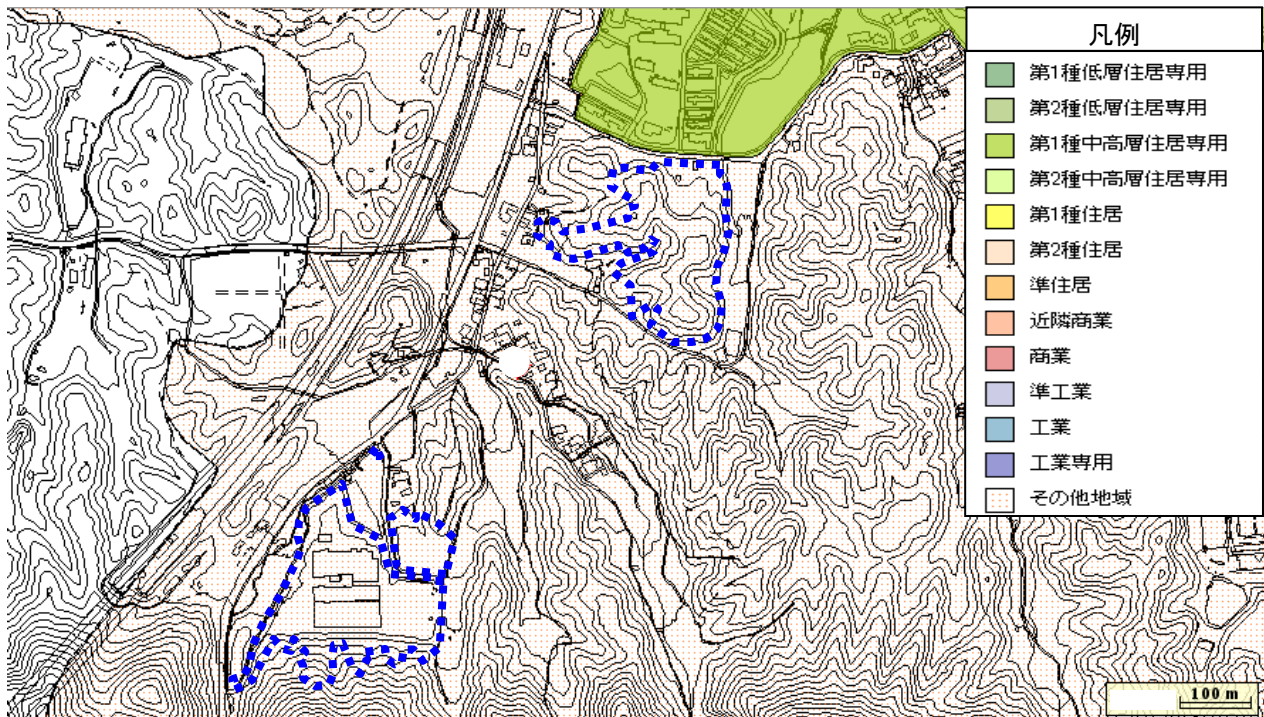 凡例
第1種低層住居専用
第2種低層住居専用
第1種中高層住居専用
第2種中高層住居専用
第1種住居
第2種住居
準住居
近隣商業
商業
準工業
工業
工業専用
その他地域
100 m